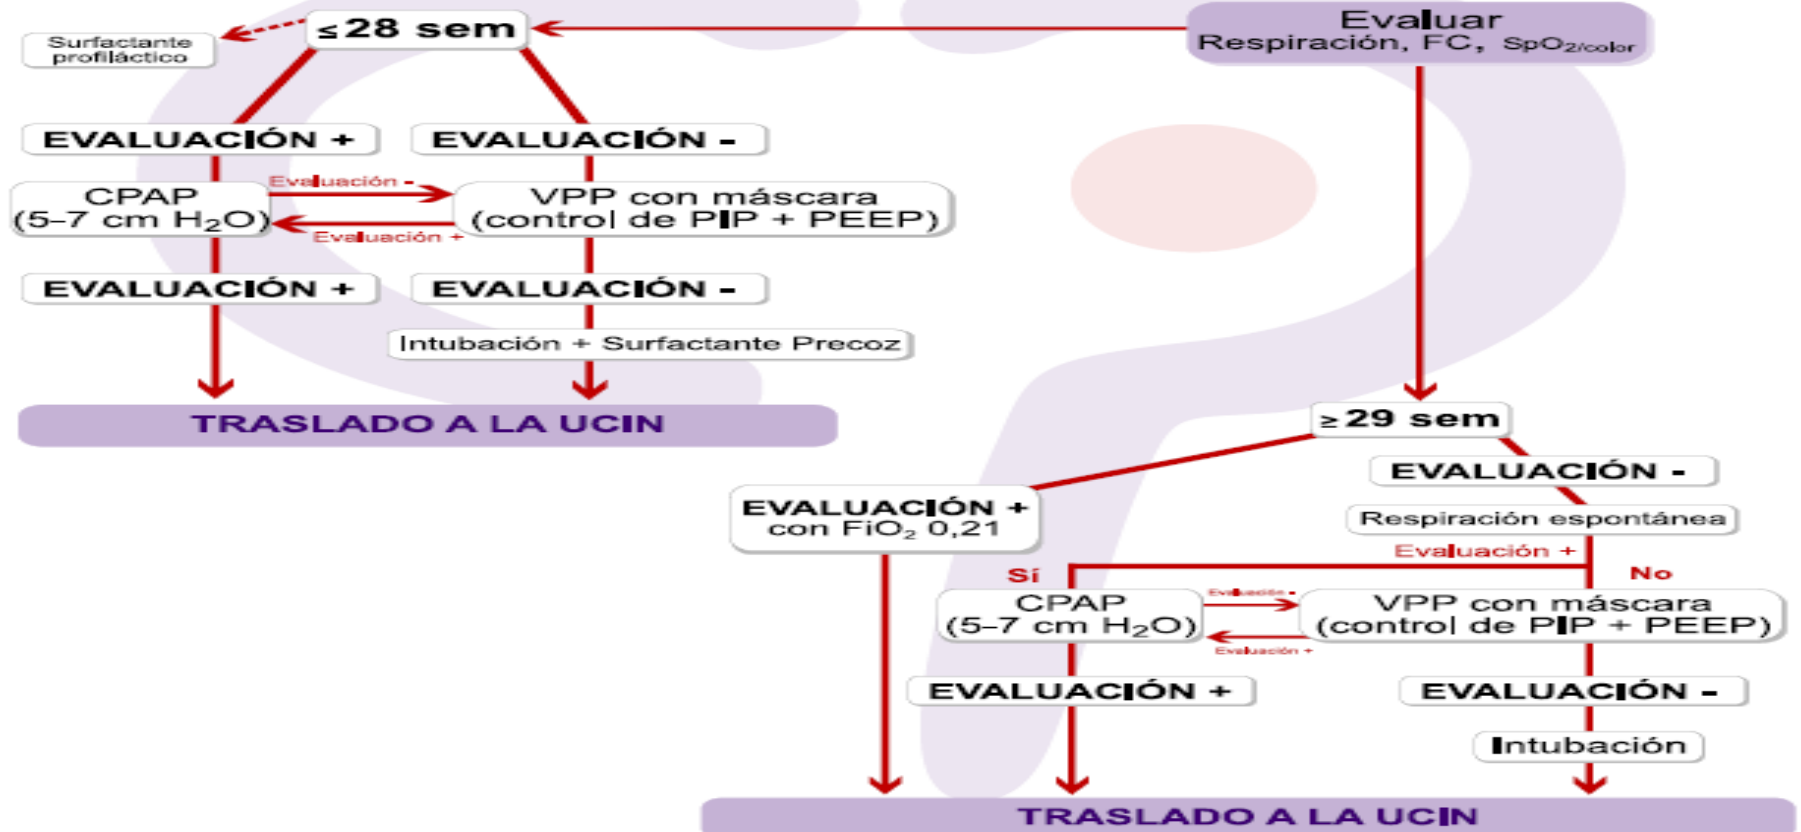 Evaluar
Respiración, FC, SpO₂/color
≤28 sem
Surfactante
profiláctico
EVALUACIÓN +
EVALUACIÓN -
CPAP
(5-7 cm H₂O)
Evaluación -
Evaluación +
VPP con máscara
(control de PIP + PEEP)
EVALUACIÓN +
EVALUACIÓN -
Intubación + Surfactante Precoz
TRASLADO A LA UCIN
≥29 sem
EVALUACIÓN +
con FiO₂ 0,21
EVALUACIÓN -
Respiración espontánea
Evaluación +
Sí
No
CPAP
(5-7 cm H₂O)
Evaluación -
Evaluación +
VPP con máscara
(control de PIP + PEEP)
EVALUACIÓN +
EVALUACIÓN -
Intubación
TRASLADO A LA UCIN